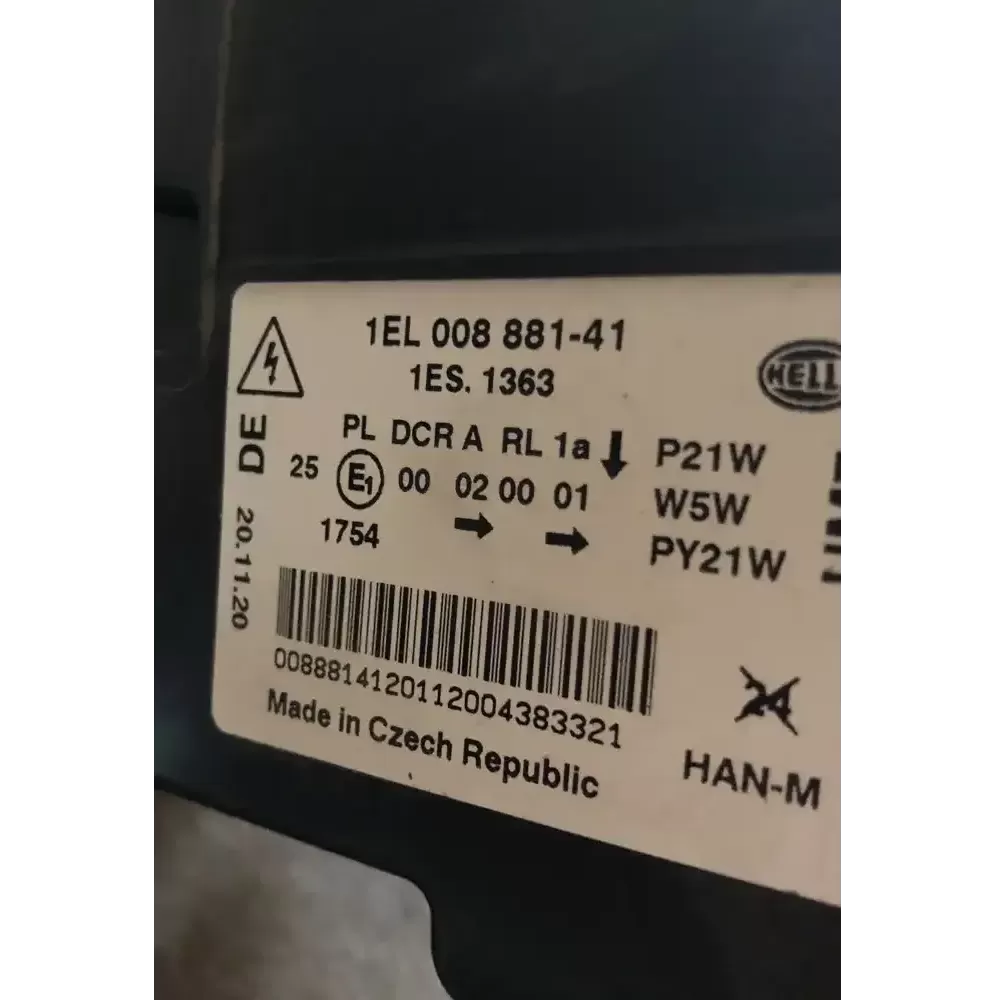 1EL 008 881-41
1ES. 1363
HELL
DE
20.11.20
PL DCR A RL 1a
25 E1 00 02 00 01
1754
P21W
W5W
PY21W
0088814120112004383321
Made in Czech Republic
24
HAN-M